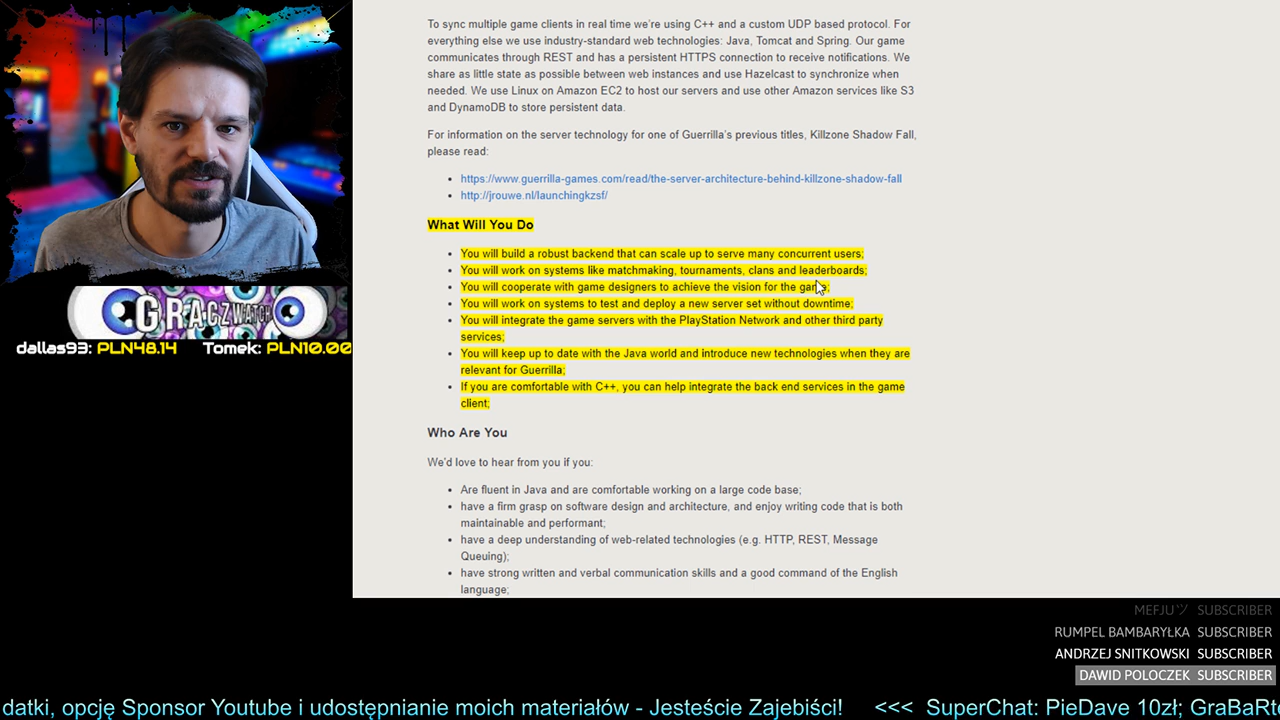 To sync multiple game clients in real time we're using C++ and a custom UDP based protocol. For
everything else we use industry-standard web technologies: Java, Tomcat and Spring. Our game
communicates through REST and has a persistent HTTPS connection to receive notifications. We
share as little state as possible between web instances and use Hazelcast to synchronize when
needed. We use Linux on Amazon EC2 to host our servers and use other Amazon services like S3
and DynamoDB to store persistent data.
For information on the server technology for one of Guerrilla's previous titles, Killzone Shadow Fall,
please read:
https://www.guerrilla-games.com/read/the-server-architecture-behind-killzone-shadow-fall
http://jrouwe.nl/launchingkzsf/
What Will You Do
You will build a robust backend that can scale up to serve many concurrent users;
You will work on systems like matchmaking, tournaments, clans and leaderboards;
You will cooperate with game designers to achieve the vision for the game;
You will work on systems to test and deploy a new server set without downtime;
You will integrate the game servers with the PlayStation Network and other third party
services;
You will keep up to date with the Java world and introduce new technologies when they are
relevant for Guerrilla;
If you are comfortable with C++, you can help integrate the back end services in the game
client;
Who Are You
We'd love to hear from you if you:
Are fluent in Java and are comfortable working on a large code base;
have a firm grasp on software design and architecture, and enjoy writing code that is both
maintainable and performant;
have a deep understanding of web-related technologies (e.g. HTTP, REST, Message
Queuing);
have strong written and verbal communication skills and a good command of the English
language;
GRACZWATCH
dallas93: PLN48.14 Tomek: PLN10.00
MEFJUツ SUBSCRIBER
RUMPEL BAMBARYŁKA SUBSCRIBER
ANDRZEJ SNITKOWSKI SUBSCRIBER
DAWID POLOCZEK SUBSCRIBER
datki, opcję Sponsor Youtube i udostępnianie moich materiałów - Jesteście Zajebiści! <<< SuperChat: PieDave 10zł; GraBaRt